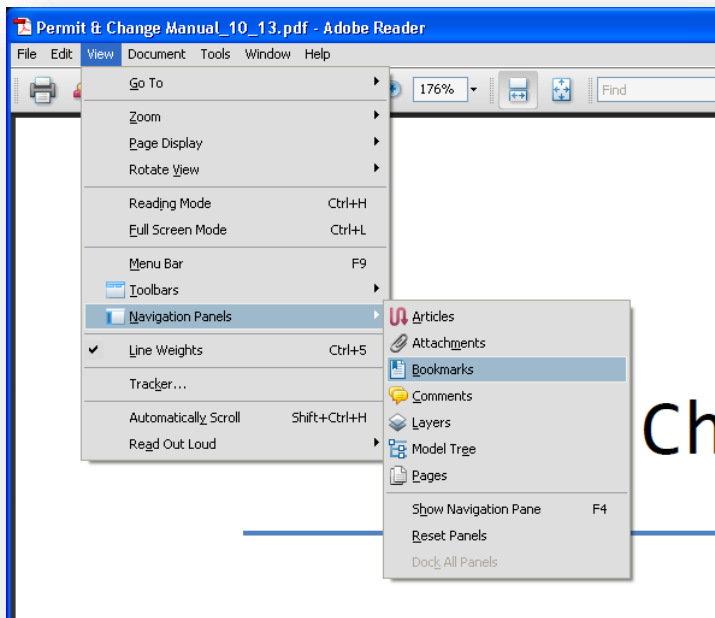 Permit & Change Manual_10_13.pdf - Adobe Reader
File Edit View Document Tools Window Help
176% Find
Go To
Zoom
Page Display
Rotate View
Reading Mode Ctrl+H
Full Screen Mode Ctrl+L
Menu Bar F9
Toolbars
Navigation Panels
Line Weights Ctrl+5
Tracker...
Automatically Scroll Shift+Ctrl+H
Read Out Loud
Articles
Attachments
Bookmarks
Comments
Layers
Model Tree
Pages
Show Navigation Pane F4
Reset Panels
Dock All Panels
Ch